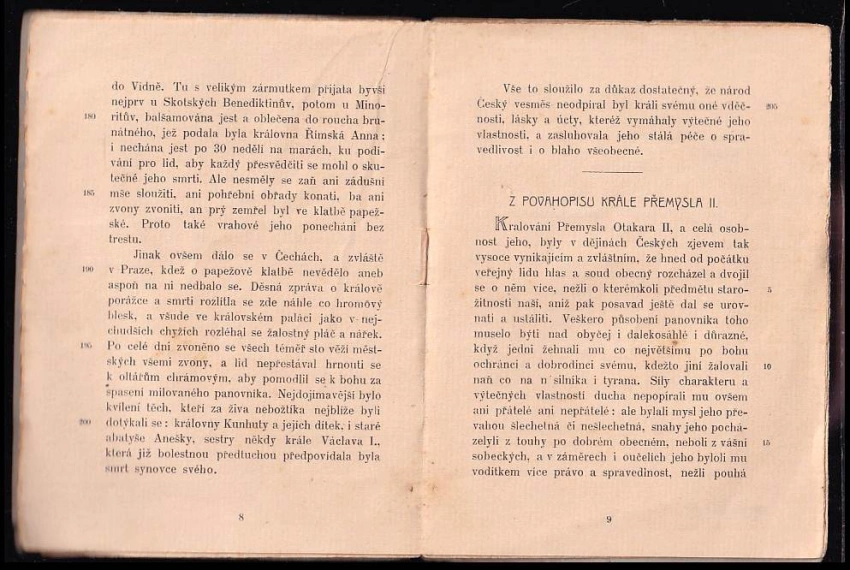 do Vídně. Tu s velikým zármutkem přijata byvši
nejprv u Skotských Benediktinův, potom u Mino-
180 ritův, balšamována jest a oblečena do roucha bru-
nátného, jež podala byla královna Římská Anna;
i nechána jest po 30 nedělí na marách, ku podí-
vání pro lid, aby každý přesvědčiti se mohl o sku-
tečné jeho smrti. Ale nesměly se zaň ani zádušní
185 mše sloužiti, ani pohřební obřady konati, ba ani
zvony zvoniti, an prý zemřel byl ve klatbě papež-
ské. Proto také vrahové jeho ponecháni bez
trestu.
Jinak ovšem dálo se v Čechách, a zvláště
190 v Praze, kdež o papežově klatbě nevědělo aneb
aspoň na ni nedbalo se. Děsná zpráva o králově
porážce a smrti rozlitla se zde náhle co hromový
blesk, a všude ve královském paláci jako v nej-
chudších chyžích rozléhal se žalostný pláč a nářek.
195 Po celé dni zvoněno se všech téměř sto věží měst-
ských všemi zvony, a lid nepřestával hrnouti se
k oltářům chrámovým, aby pomodlil se k bohu za
spasení milovaného panovníka. Nejdojímavější bylo
kvílení těch, kteří za živa nebožtíka nejblíže byli
200 dotýkali se: královny Kunhuty a jejích dítek, i staré
abatyše Anešky, sestry někdy krále Václava I.,
která již bolestnou předtuchou předpovídala byla
smrt synovce svého.
8
Vše to sloužilo za důkaz dostatečný, že národ
Český vesměs neodpíral byl králi svému oné vděč- 205
nosti, lásky a úcty, kteréž vymáhaly výtečné jeho
vlastnosti, a zasluhovala jeho stálá péče o spra-
vedlivost i o blaho všeobecné.
Z POVAHOPISU KRÁLE PŘEMYSLA II.
Kralování Přemysla Otakara II, a celá osob-
nost jeho, byly v dějinách Českých zjevem tak
vysoce vynikajícím a zvláštním, že hned od počátku
veřejný lidu hlas a soud obecný rozcházel a dvojil
se o něm více, nežli o kterémkoli předmětu staro- 5
žitnosti naší, aniž pak posavad ještě dal se urov-
nati a ustáliti. Veškero působení panovníka toho
muselo býti nad obyčej i dalekosáhlé i důrazné,
když jedni žehnali mu co největšímu po bohu
ochránci a dobrodinci svému, kdežto jiní žalovali 10
naň co na násilníka i tyrana. Síly charakteru a
výtečných vlastností ducha nepopírali mu ovšem
ani přátelé ani nepřátelé: ale bylali mysl jeho pře-
vahou šlechetná či nešlechetná, snahy jeho pochá-
zelyli z touhy po dobrém obecném, neboli z vášní 15
sobeckých, a v záměrech i oučelích jeho byloli mu
vodítkem více právo a spravedlnost, nežli pouhá
9